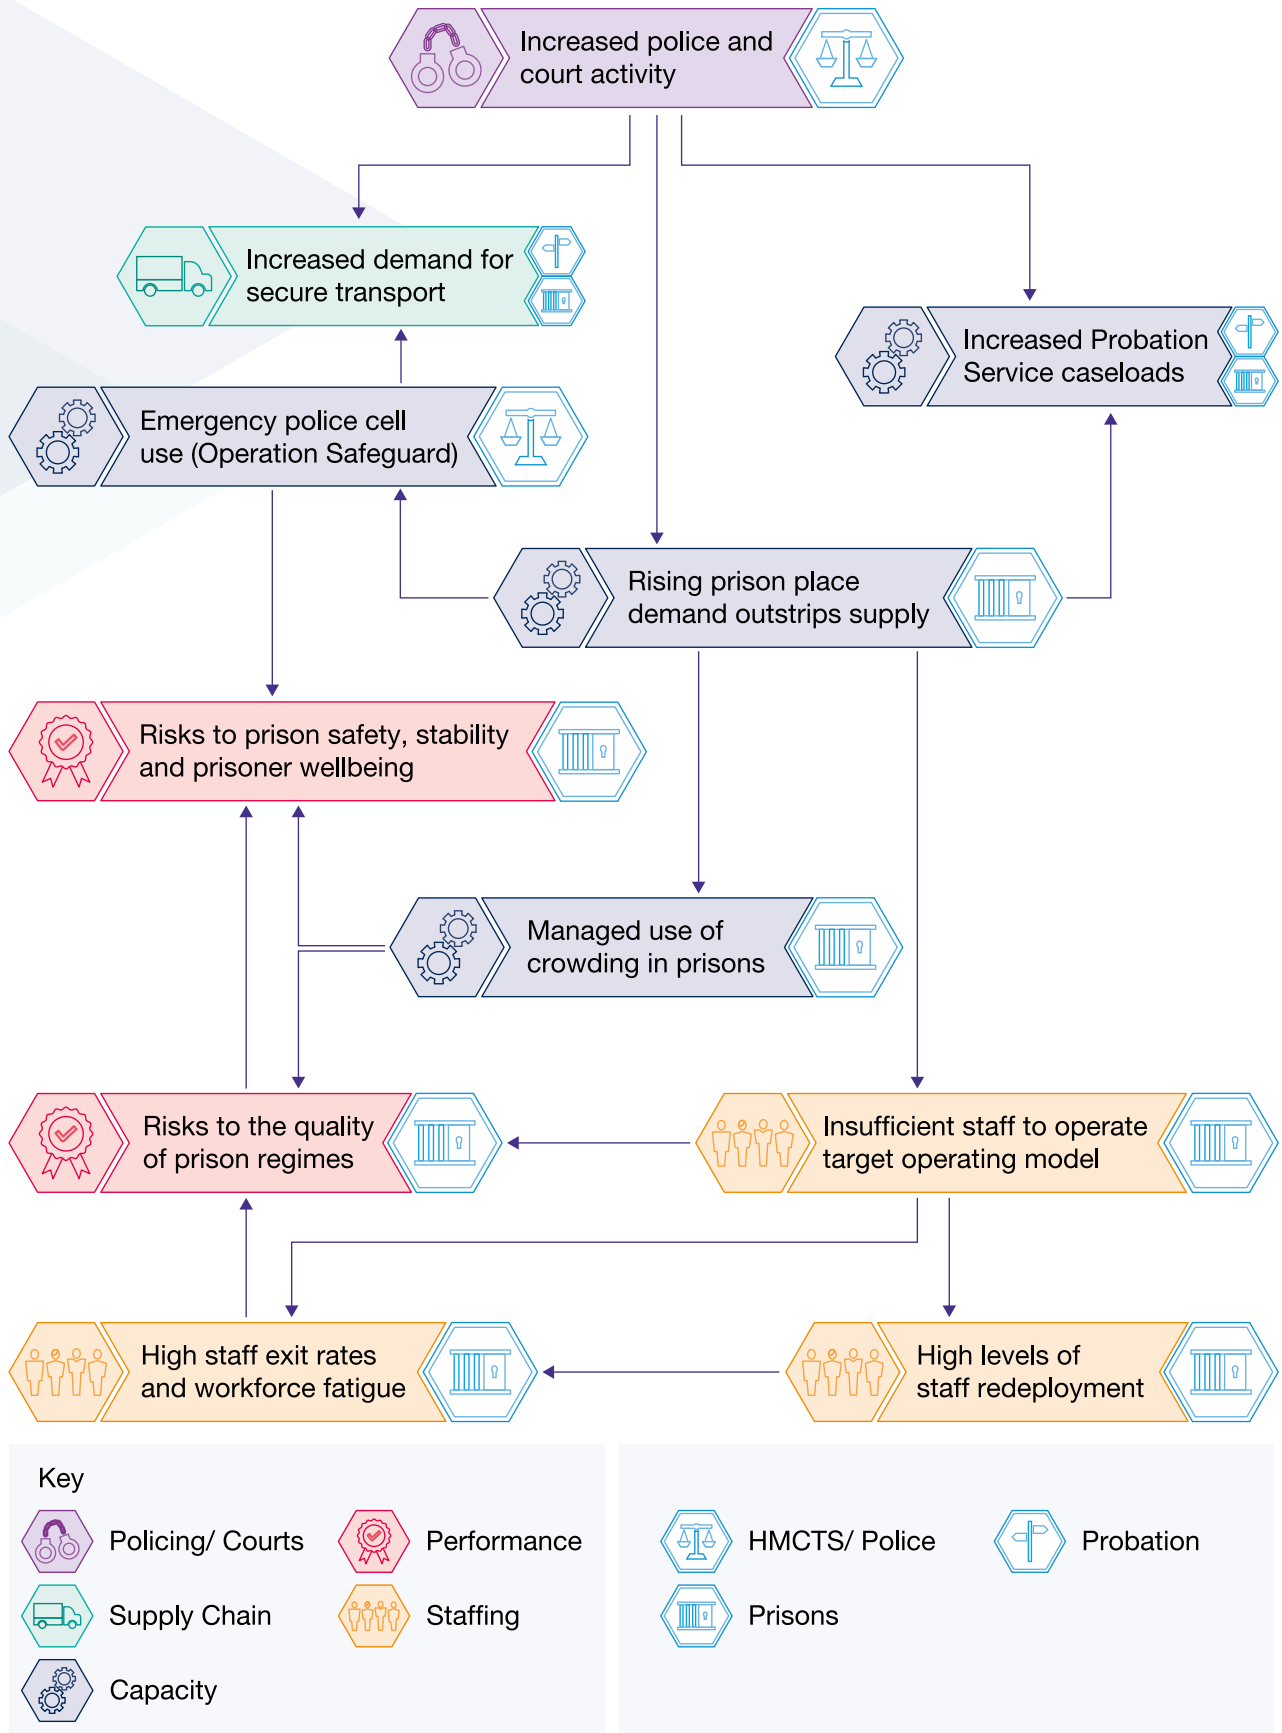 Increased police and
court activity
Increased demand for
secure transport
Increased Probation
Service caseloads
Emergency police cell
use (Operation Safeguard)
Rising prison place
demand outstrips supply
Risks to prison safety, stability
and prisoner wellbeing
Managed use of
crowding in prisons
Risks to the quality
of prison regimes
Insufficient staff to operate
target operating model
High staff exit rates
and workforce fatigue
High levels of
staff redeployment
Key
Policing/ Courts
Performance
Supply Chain
Staffing
Capacity
HMCTS/ Police
Probation
Prisons